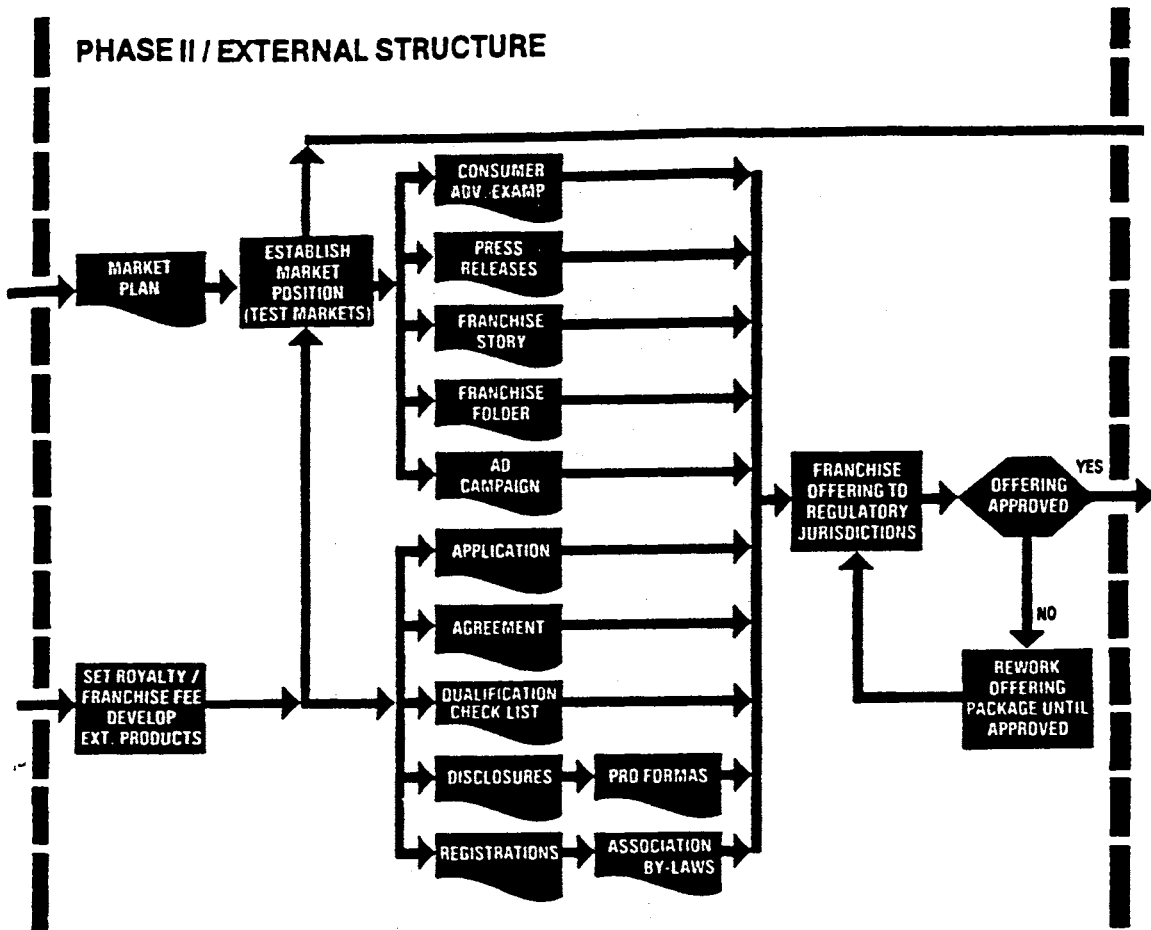 PHASE II / EXTERNAL STRUCTURE
CONSUMER
ADV. EXAMP
PRESS
RELEASES
MARKET
PLAN
ESTABLISH
MARKET
POSITION
(TEST MARKETS)
FRANCHISE
STORY
FRANCHISE
FOLDER
AD
CAMPAIGN
FRANCHISE
OFFERING TO
REGULATORY
JURISDICTIONS
OFFERING
APPROVED
YES
NO
APPLICATION
AGREEMENT
SET ROYALTY /
FRANCHISE FEE
DEVELOP
EXT. PRODUCTS
QUALIFICATION
CHECK LIST
REWORK
OFFERING
PACKAGE UNTIL
APPROVED
DISCLOSURES
PRO FORMAS
REGISTRATIONS
ASSOCIATION
BY-LAWS